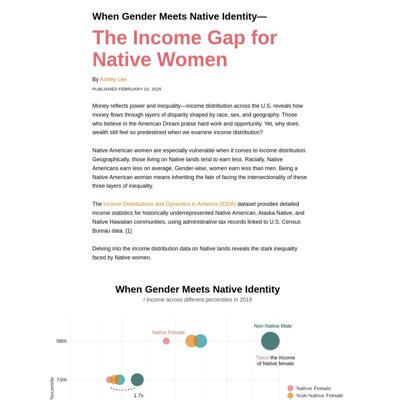 When Gender Meets Native Identity—
The Income Gap for
Native Women
By Ashley Lee
PUBLISHED FEBRUARY 10, 2025
Money reflects power and inequality—income distribution across the U.S. reveals how
money flows through layers of disparity shaped by race, sex, and geography. Those
who believe in the American Dream praise hard work and opportunity. Yet, why does
wealth still feel so predestined when we examine income distribution?
Native American women are especially vulnerable when it comes to income distribution.
Geographically, those living on Native lands tend to earn less. Racially, Native
Americans earn less on average. Gender-wise, women earn less than men. Being a
Native American woman means inheriting the fate of facing the intersectionality of these
three layers of inequality.
The Income Distributions and Dynamics in America (IDDA) dataset provides detailed
income statistics for historically underrepresented Native American, Alaska Native, and
Native Hawaiian communities, using administrative tax records linked to U.S. Census
Bureau data. [1]
Delving into the income distribution data on Native lands reveals the stark inequality
faced by Native women.
When Gender Meets Native Identity
/ Income across different percentiles in 2019
Non-Native Male
Native Female
98th
Twice the income
of Native female
75th
1.7x
Percentile
Native Female
Non-Native Female